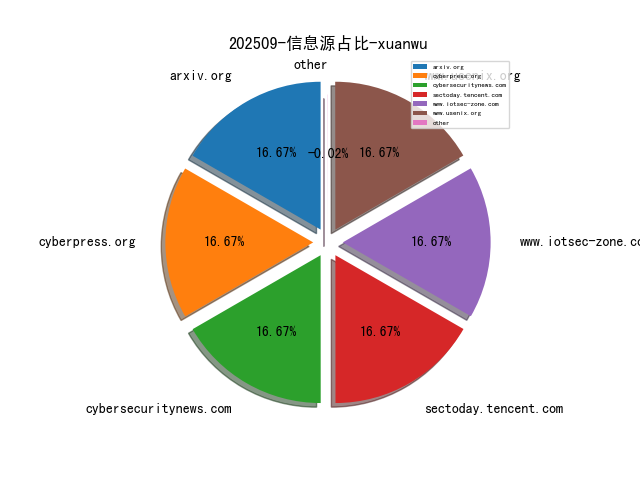 202509-信息源占比-xuanwu
other
arxiv.org
arxiv.org
cyberpress.org
cybersecuritynews.com
sectoday.tencent.com
www.iotsec-zone.com
www.usenix.org
other
16.67%
-0.02%
16.67%
cyberpress.org
16.67%
16.67%
www.iotsec-zone.co
16.67%
16.67%
cybersecuritynews.com
sectoday.tencent.com